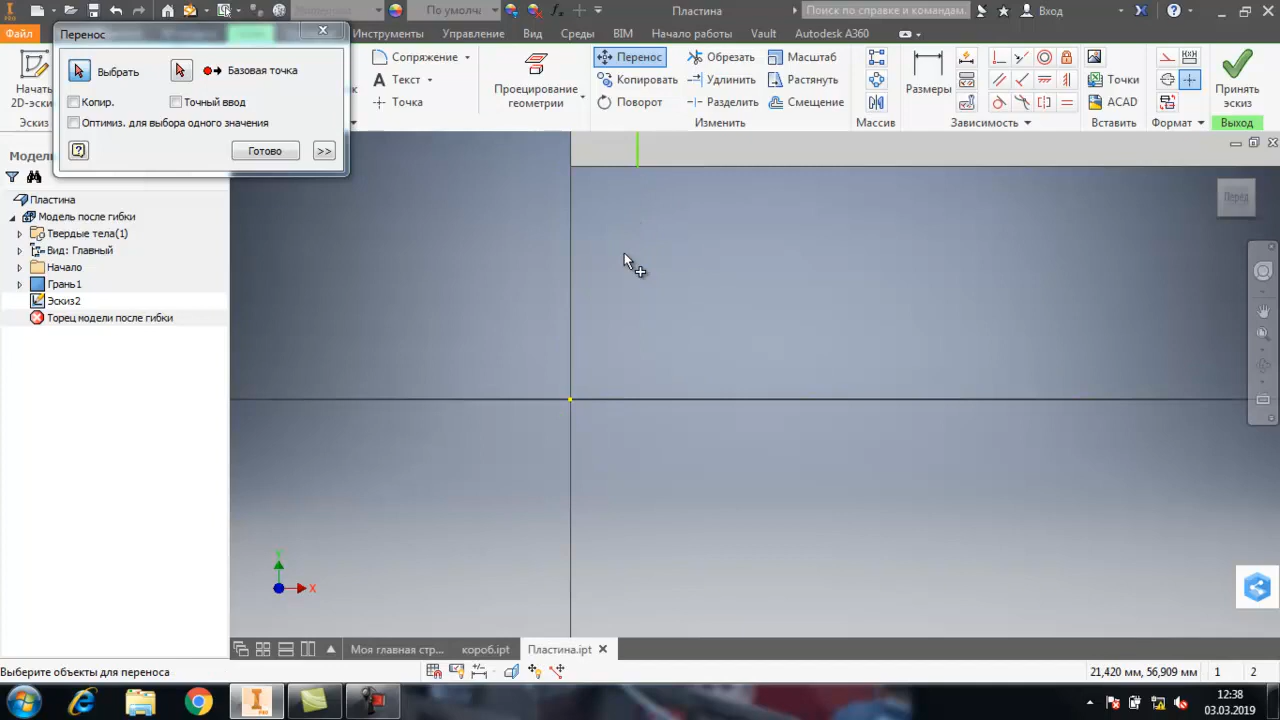 По умолч
Пластина
Поиск по справке и командам.
Вход
Файл
Инструменты
Управление
Вид
Среды
BIM
Начало работы
Vault
Autodesk A360
Перенос
Выбрать
Базовая точка
Копир.
Точный ввод
Оптимиз. для выбора одного значения
Готово
>>
Начать
2D-эски
Эскиз
Сопряжение
Текст
Точка
Проецирование
геометрии
Перенос
Копировать
Поворот
Обрезать
Удлинить
Разделить
Масштаб
Растянуть
Смещение
Изменить
Массив
Размеры
Зависимость
Точки
ACAD
Вставить
Формат
Принять
эскиз
Выход
Модел
Пластина
Модель после гибки
Твердые тела(1)
Вид: Главный
Начало
Грань1
Эскиз2
Торец модели после гибки
Перед
Y
X
Моя главная стр...
короб.ipt
Пластина.ipt
Выберите объекты для переноса
21,420 мм, 56,909 мм
1
2
12:38
03.03.2019